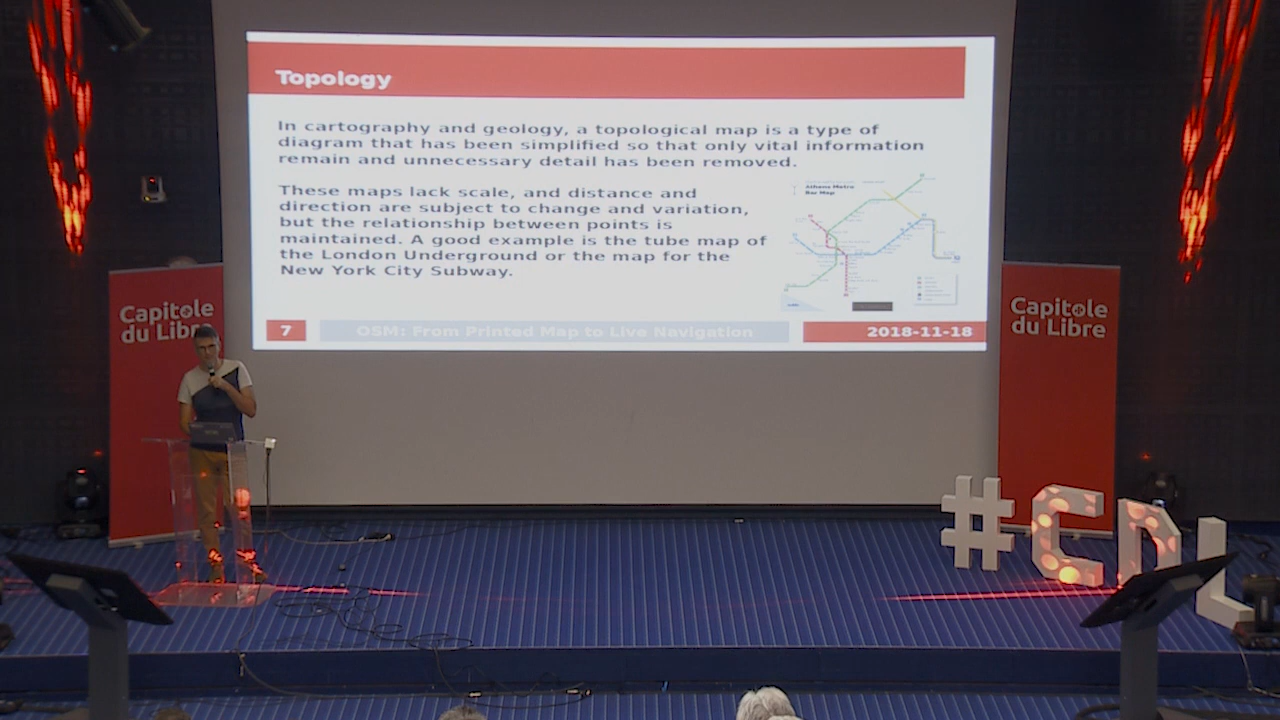 Topology
In cartography and geology, a topological map is a type of
diagram that has been simplified so that only vital information
remain and unnecessary detail has been removed.
These maps lack scale, and distance and
direction are subject to change and variation,
but the relationship between points is
maintained. A good example is the tube map of
the London Underground or the map for the
New York City Subway.
Athens Metro
7
OSM: From Printed Map to Live Navigation
2018-11-18
Capitole
du Libre
Capitole
du Libre
#CDL